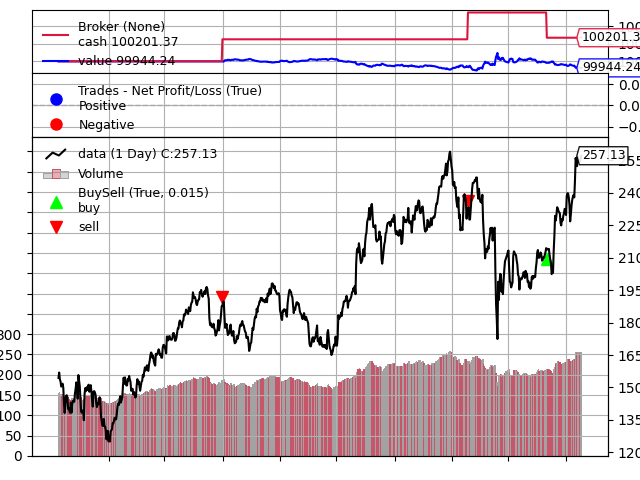 Broker (None)
cash 100201.37
value 99944.24
100201.3
99944.24
Trades - Net Profit/Loss (True)
Positive
Negative
0.0
0.0
data (1 Day) C:257.13
Volume
BuySell (True, 0.015)
buy
sell
257.13
240
225
210
195
180
165
150
135
120
300
250
200
150
100
50
0